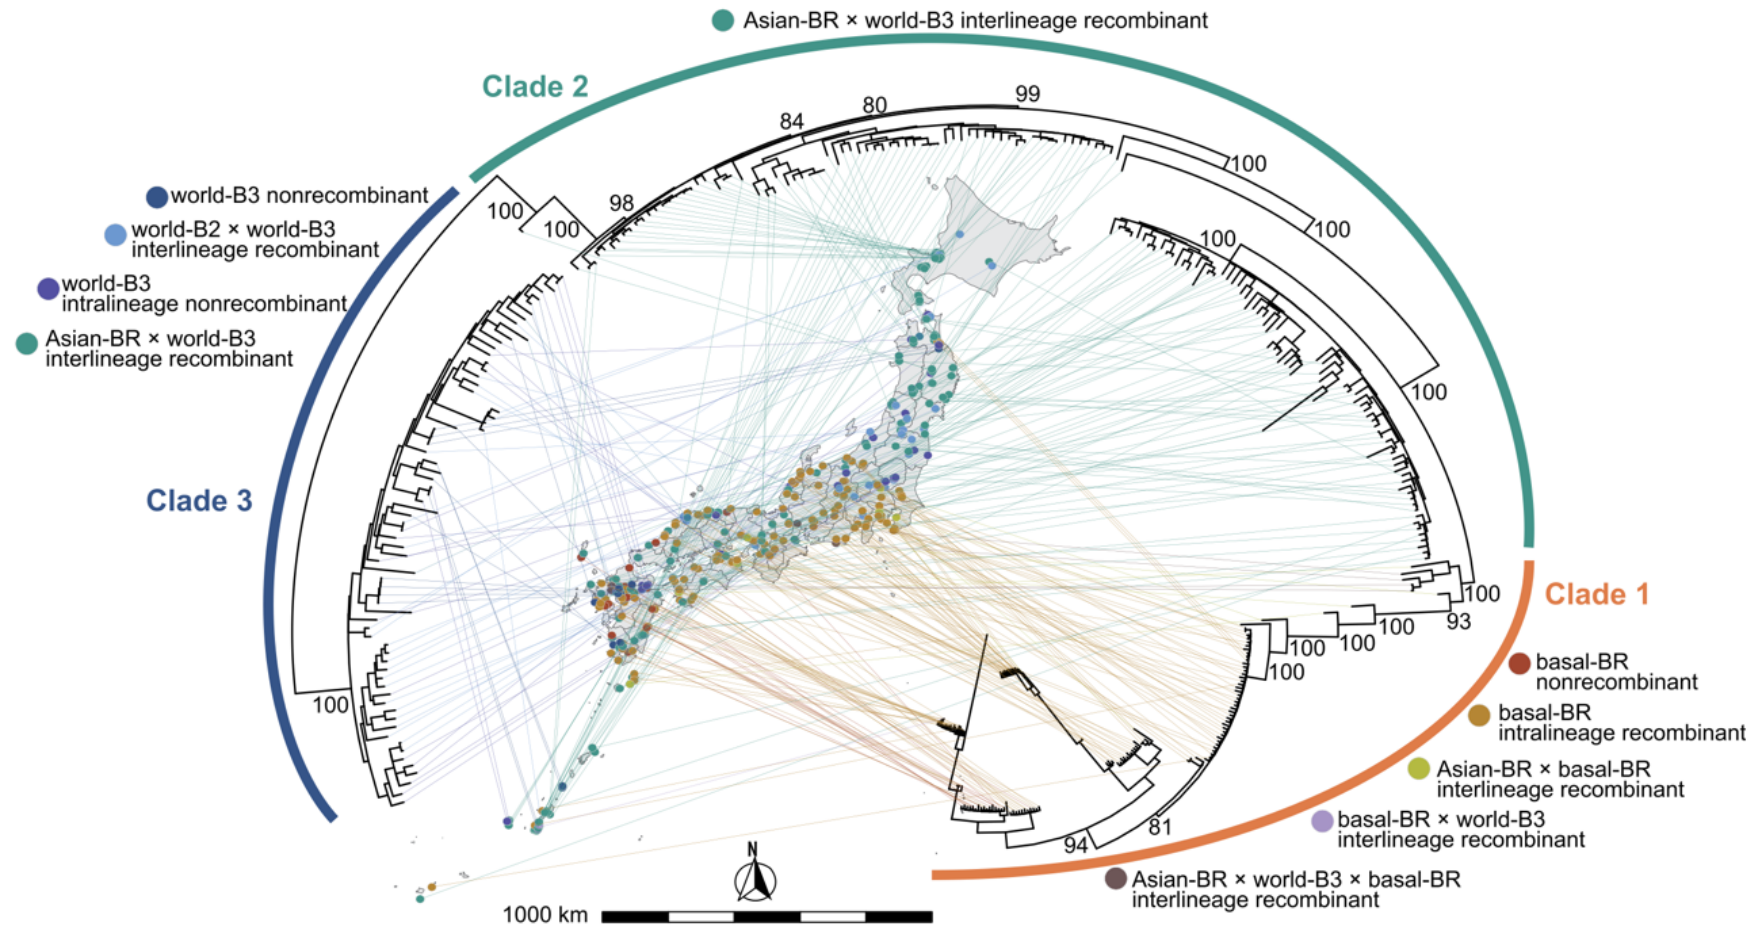 Asian-BR × world-B3 interlineage recombinant
Clade 2
99
80
84
100
world-B3 nonrecombinant
98
100
100
100
world-B2 × world-B3
interlineage recombinant
100
world-B3
intralineage nonrecombinant
Asian-BR × world-B3
interlineage recombinant
100
Clade 3
100
Clade 1
93
100
100
100
100
basal-BR
nonrecombinant
100
basal-BR
intralineage recombinant
Asian-BR × basal-BR
interlineage recombinant
basal-BR × world-B3
interlineage recombinant
81
94
N
Asian-BR × world-B3 × basal-BR
interlineage recombinant
1000 km